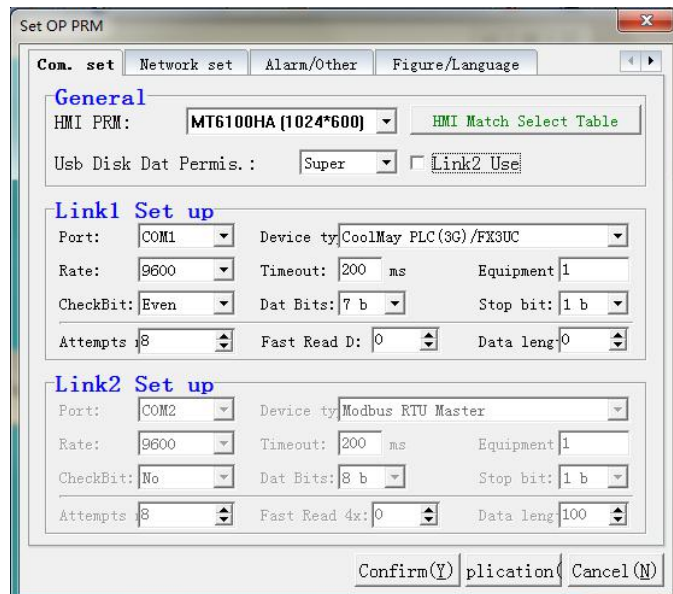 Set OP PRM
Com. set Network set Alarm/Other Figure/Language
General
HMI PRM: MT6100HA (1024*600) HMI Match Select Table
Usb Disk Dat Permis.: Super Link2 Use
Link1 Set up
Port: COM1 Device ty CoolMay PLC(3G)/FX3UC
Rate: 9600 Timeout: 200 ms Equipment 1
CheckBit: Even Dat Bits: 7 b Stop bit: 1 b
Attempts 8 Fast Read D: 0 Data leng 0
Link2 Set up
Port: COM2 Device ty Modbus RTU Master
Rate: 9600 Timeout: 200 ms Equipment 1
CheckBit: No Dat Bits: 8 b Stop bit: 1 b
Attempts 8 Fast Read 4x: 0 Data leng 100
Confirm(Y) plication( Cancel(N)